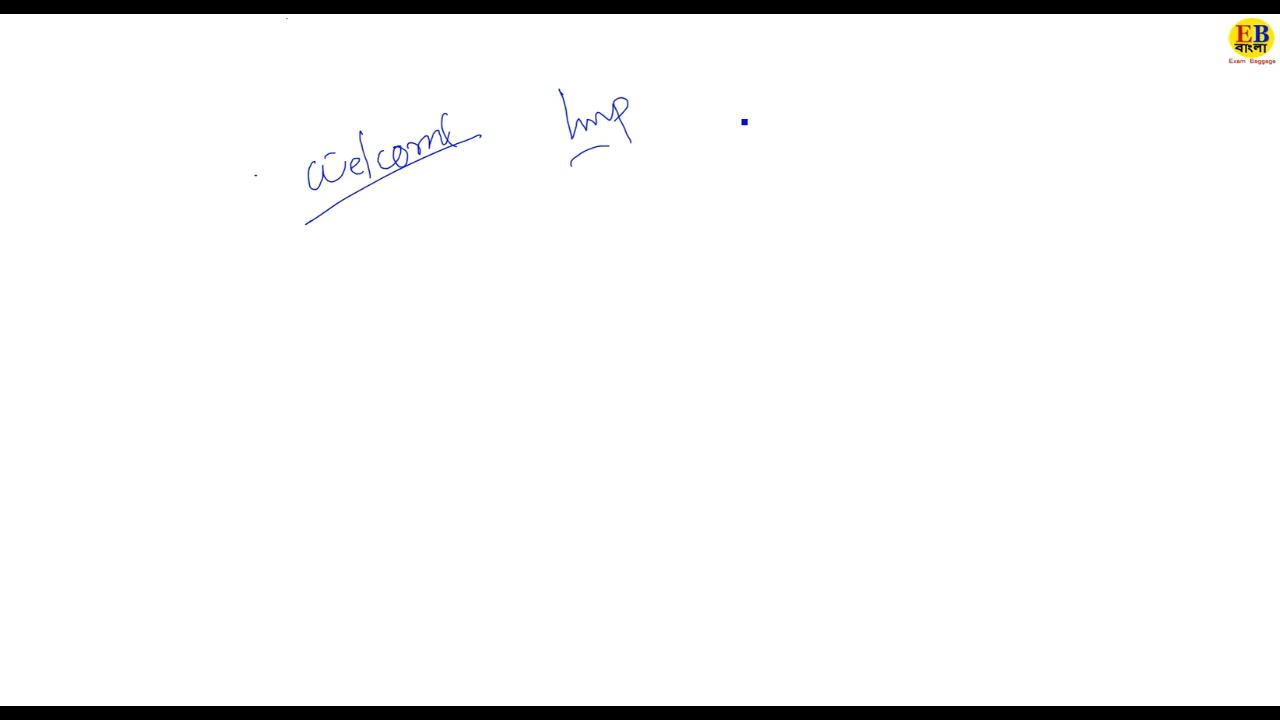 EB
বাংলা
Exam Baggage
welcome Imp